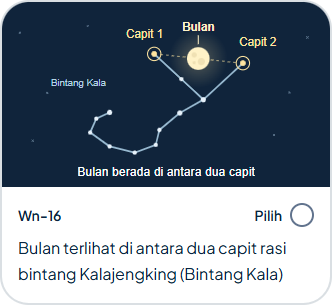 Bulan
Capit 1
Capit 2
Bintang Kala
Bulan berada di antara dua capit
Wn-16
Pilih
Bulan terlihat di antara dua capit rasi
bintang Kalajengking (Bintang Kala)